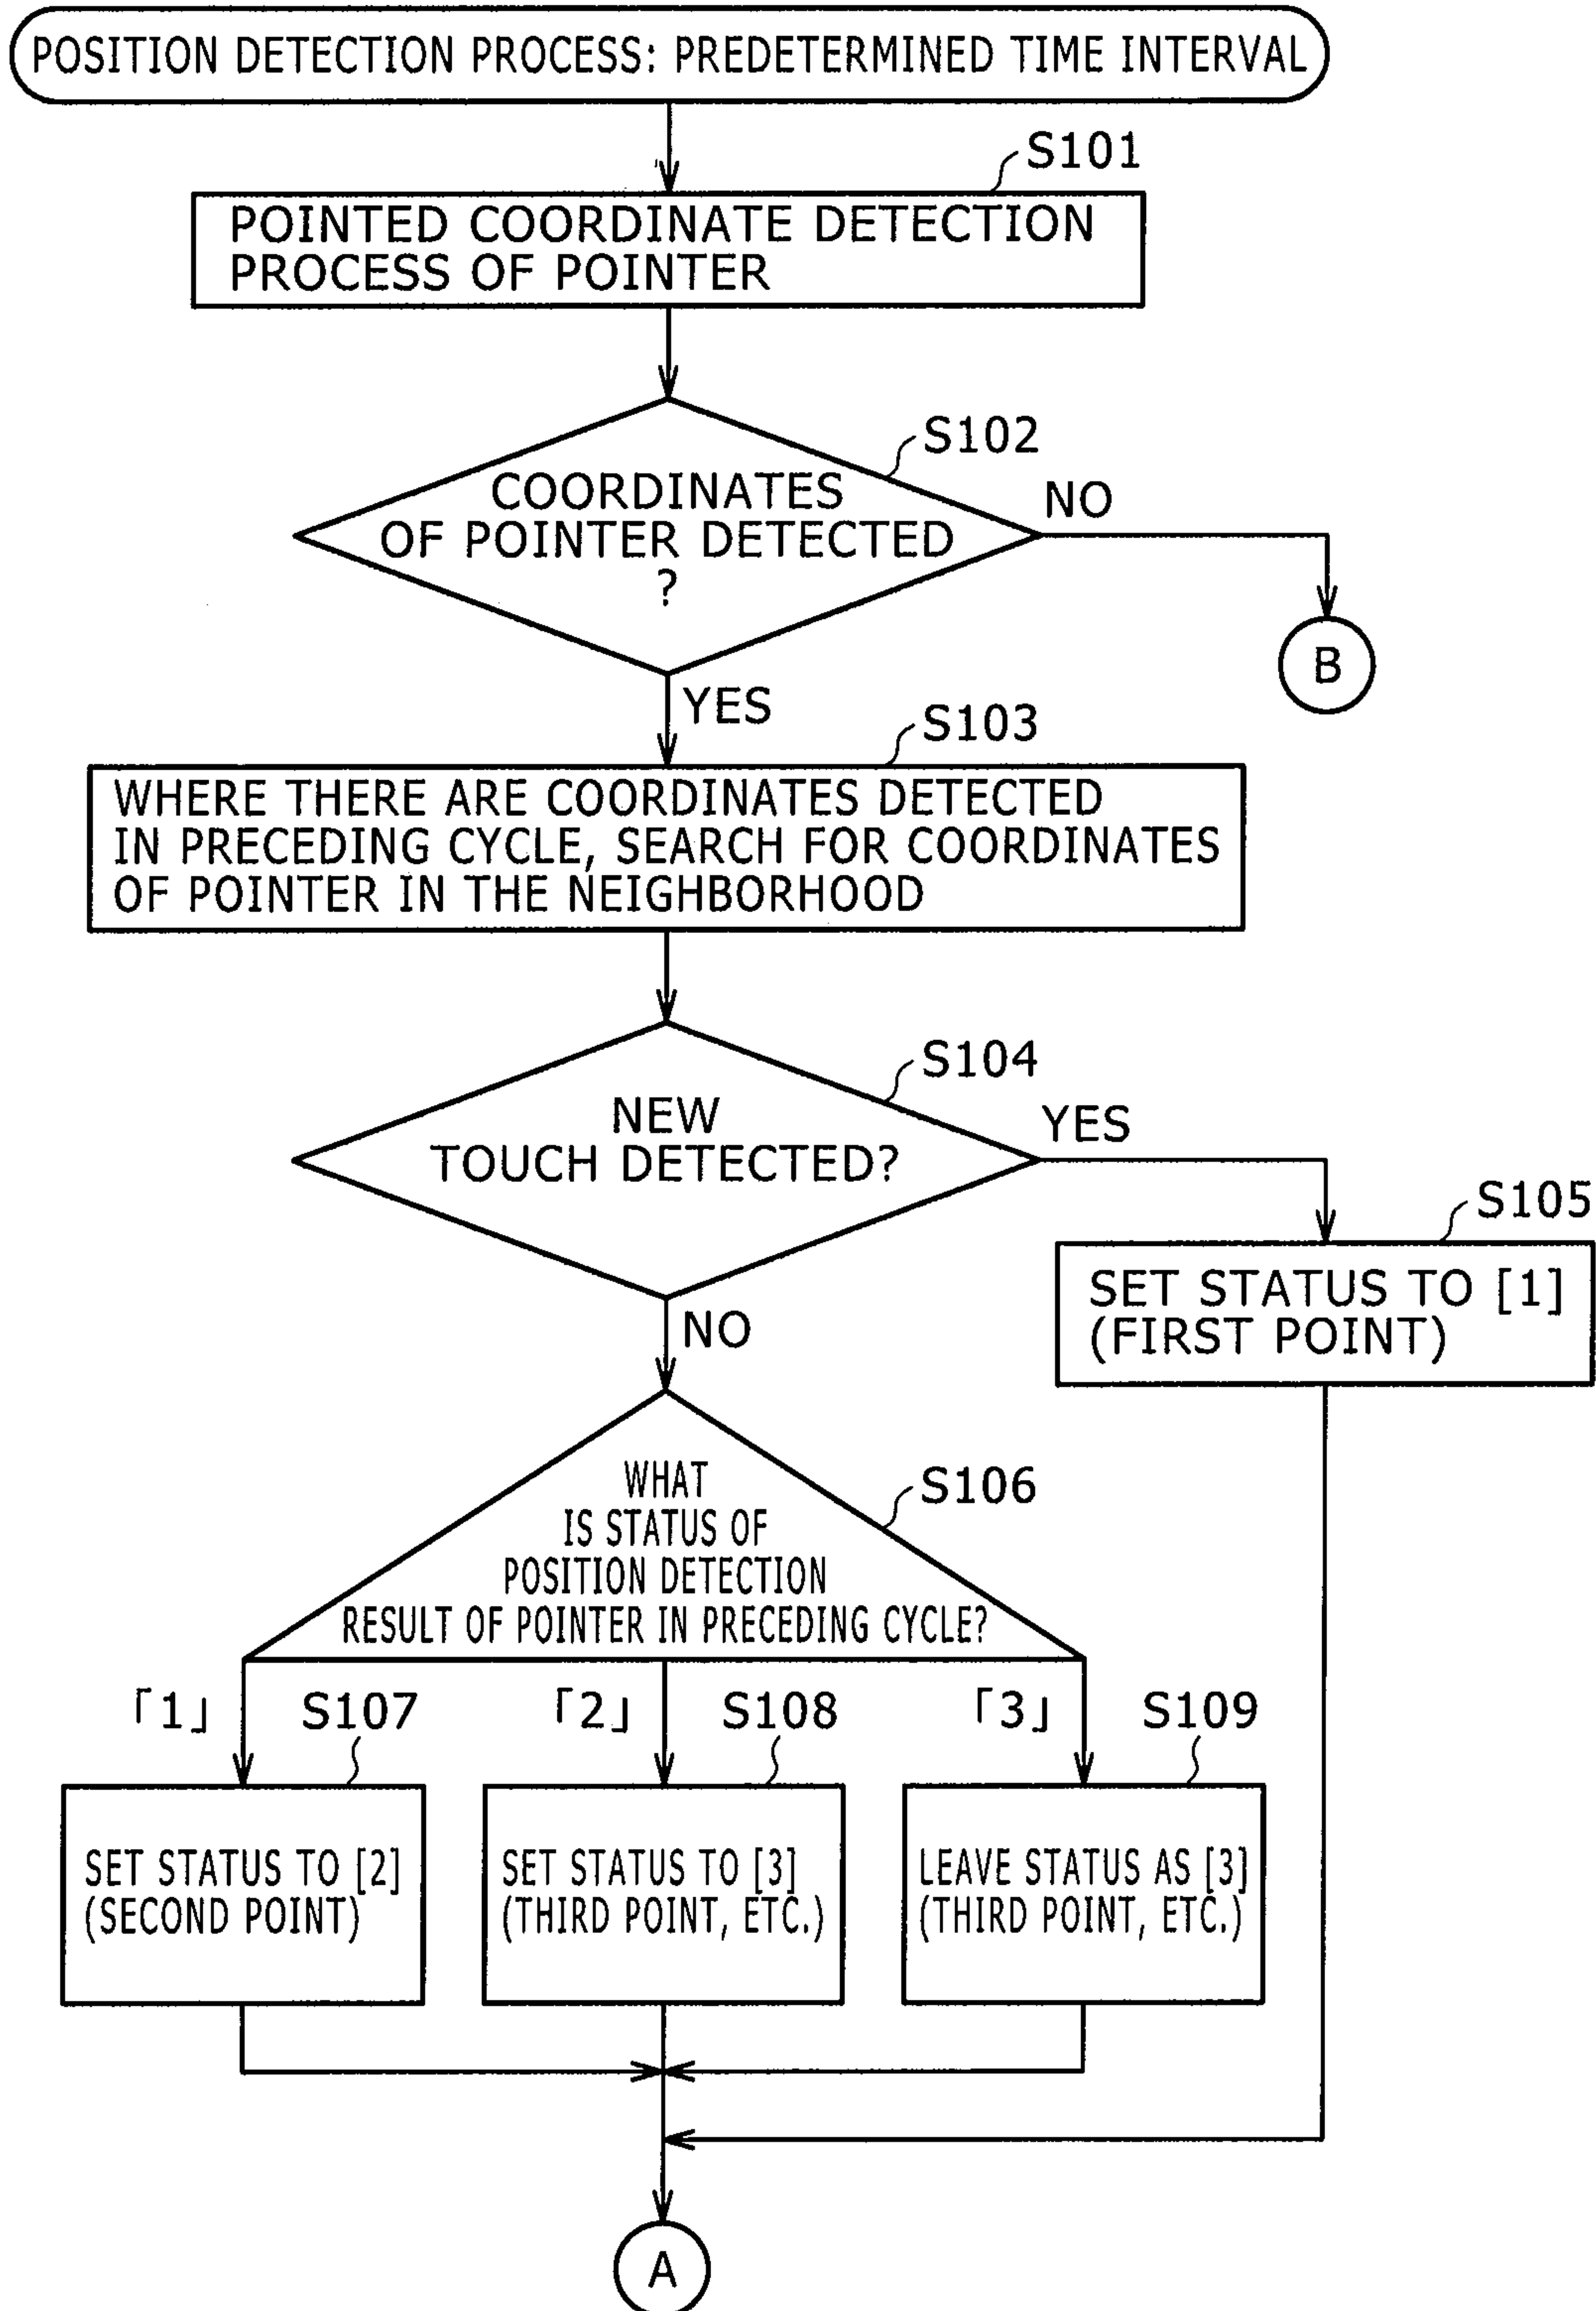 POSITION DETECTION PROCESS: PREDETERMINED TIME INTERVAL
S101
POINTED COORDINATE DETECTION
PROCESS OF POINTER
S102
COORDINATES
OF POINTER DETECTED
?
NO
B
YES
S103
WHERE THERE ARE COORDINATES DETECTED
IN PRECEDING CYCLE, SEARCH FOR COORDINATES
OF POINTER IN THE NEIGHBORHOOD
S104
NEW
TOUCH DETECTED?
YES
S105
SET STATUS TO [1]
(FIRST POINT)
NO
S106
WHAT
IS STATUS OF
POSITION DETECTION
RESULT OF POINTER IN PRECEDING CYCLE?
「1」
S107
「2」
S108
「3」
S109
SET STATUS TO [2]
(SECOND POINT)
SET STATUS TO [3]
(THIRD POINT, ETC.)
LEAVE STATUS AS [3]
(THIRD POINT, ETC.)
A